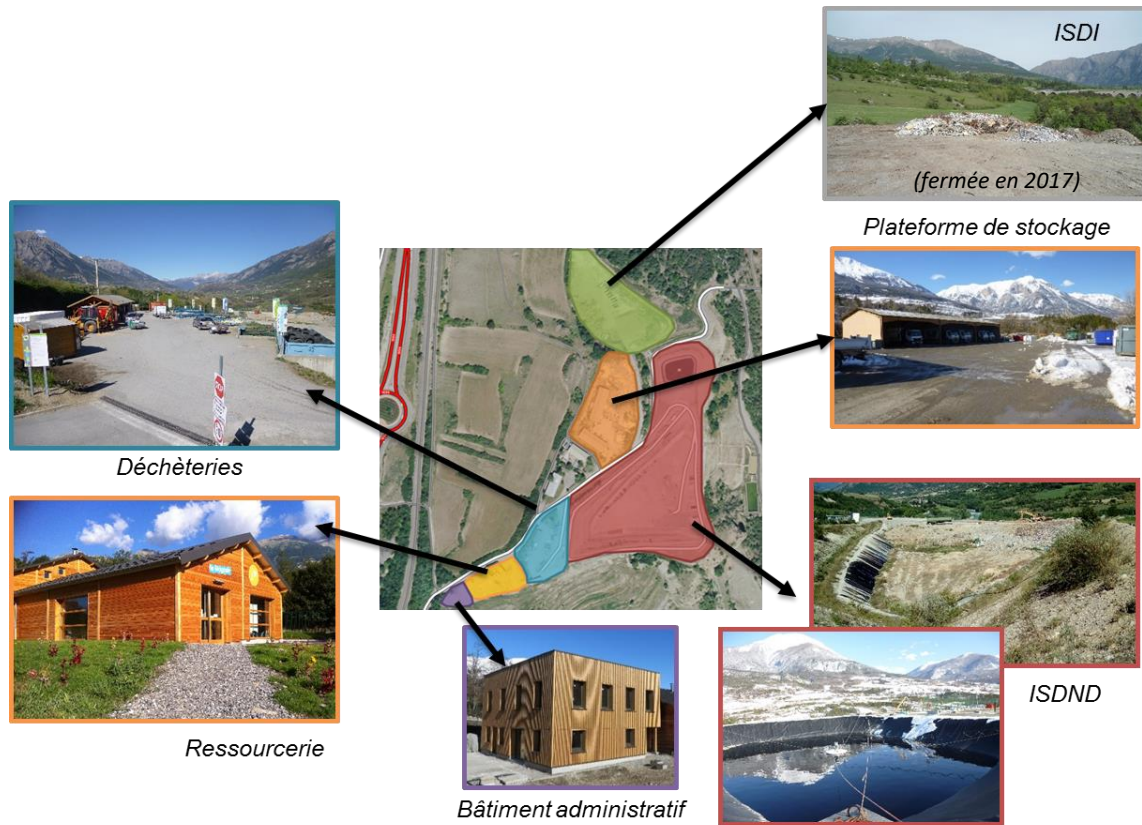 ISDI
(fermée en 2017)
Plateforme de stockage
Déchèteries
Ressourcerie
Bâtiment administratif
ISDND